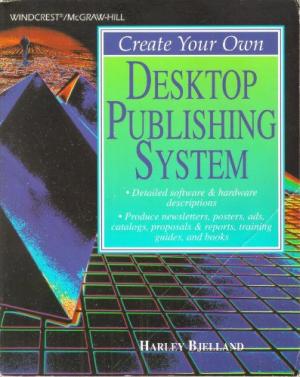 WINDCREST®/MCGRAW-HILL
Create Your Own
DESKTOP
PUBLISHING
SYSTEM
• Detailed software & hardware
descriptions
• Produce newsletters, posters, ads,
catalogs, proposals & reports, training
guides, and books
HARLEY BJELLAND